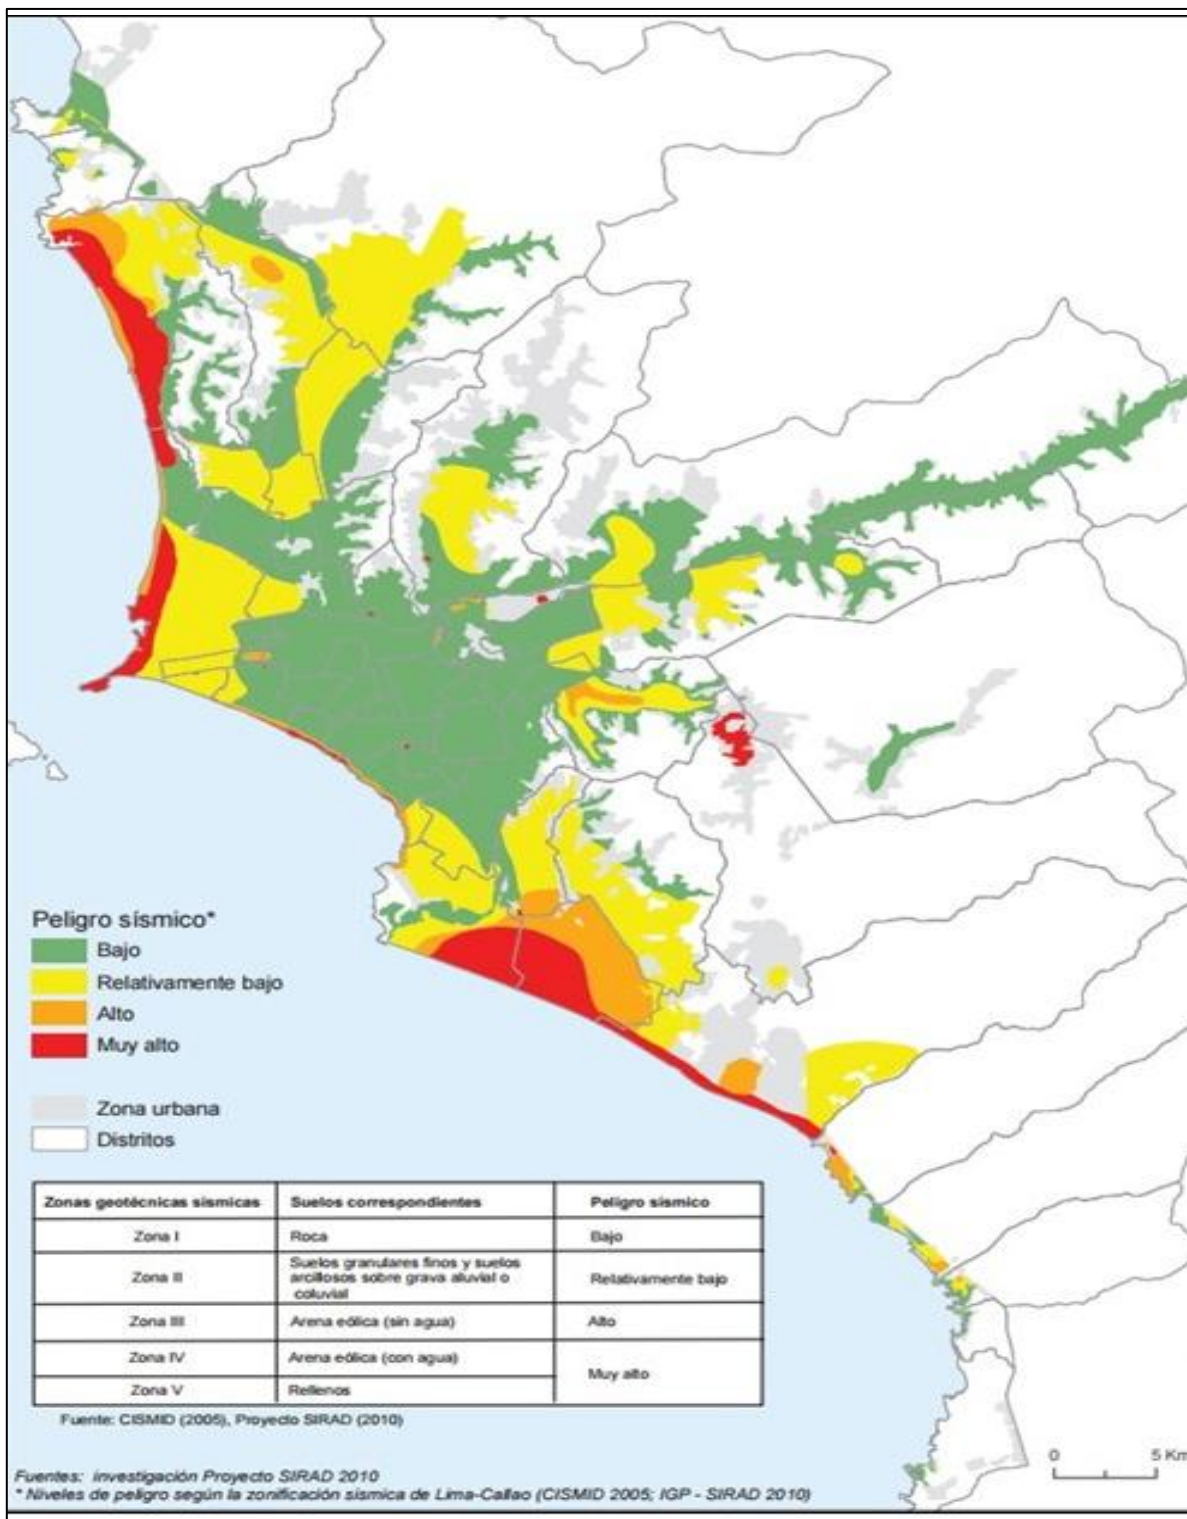 Peligro sísmico*
Bajo
Relativamente bajo
Alto
Muy alto
Zona urbana
Distritos
Zonas geotécnicas sísmicas Suelos correspondientes Peligro sísmico
Zona I Roca Bajo
Zona II Suelos granulares finos y suelos
arcillosos sobre grava aluvial o
coluvial Relativamente bajo
Zona III Arena eólica (sin agua) Alto
Zona IV Arena eólica (con agua) Muy alto
Zona V Rellenos
Fuente: CISMID (2005), Proyecto SIRAD (2010)
0 5 Km
Fuentes: investigación Proyecto SIRAD 2010
* Niveles de peligro según la zonificación sísmica de Lima-Callao (CISMID 2005; IGP - SIRAD 2010)